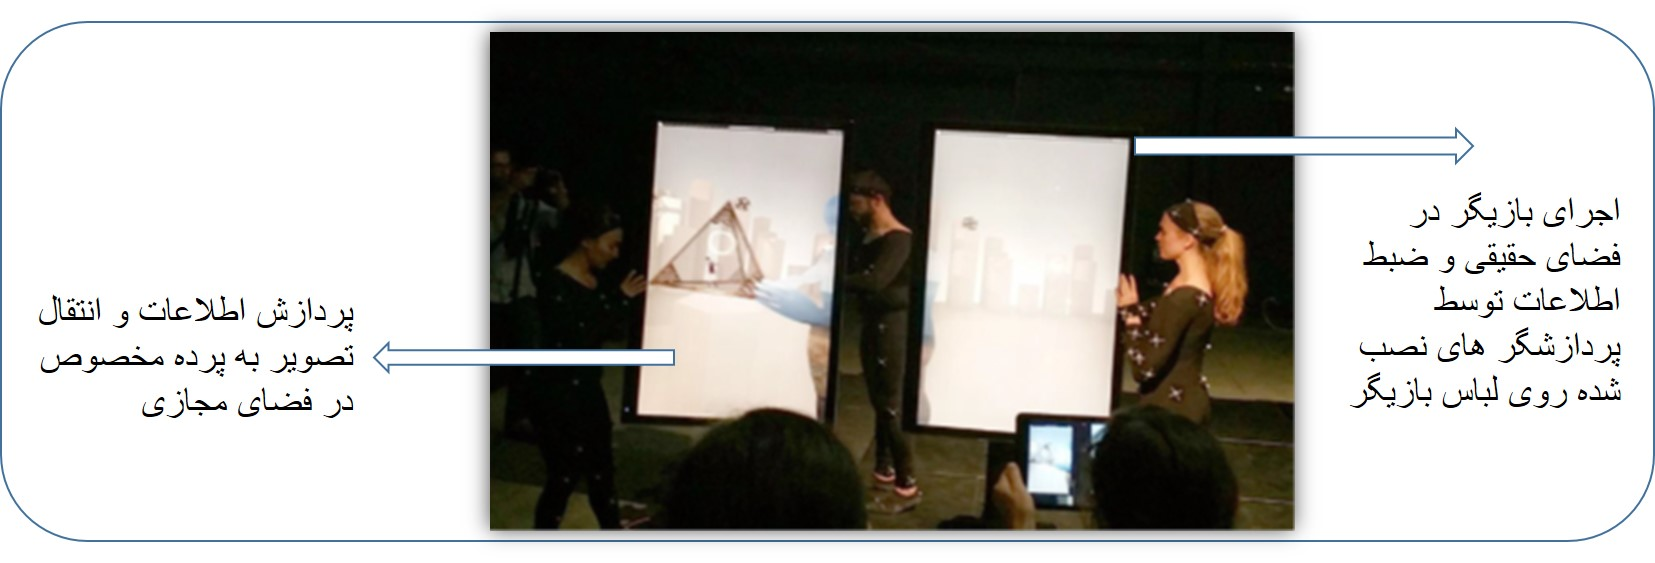 اجرای بازیگر در
فضای حقیقی و ضبط
اطلاعات توسط
پردازشگر های نصب
شده روی لباس بازیگر
پردازش اطلاعات و انتقال
تصویر به پرده مخصوص
در فضای مجازی